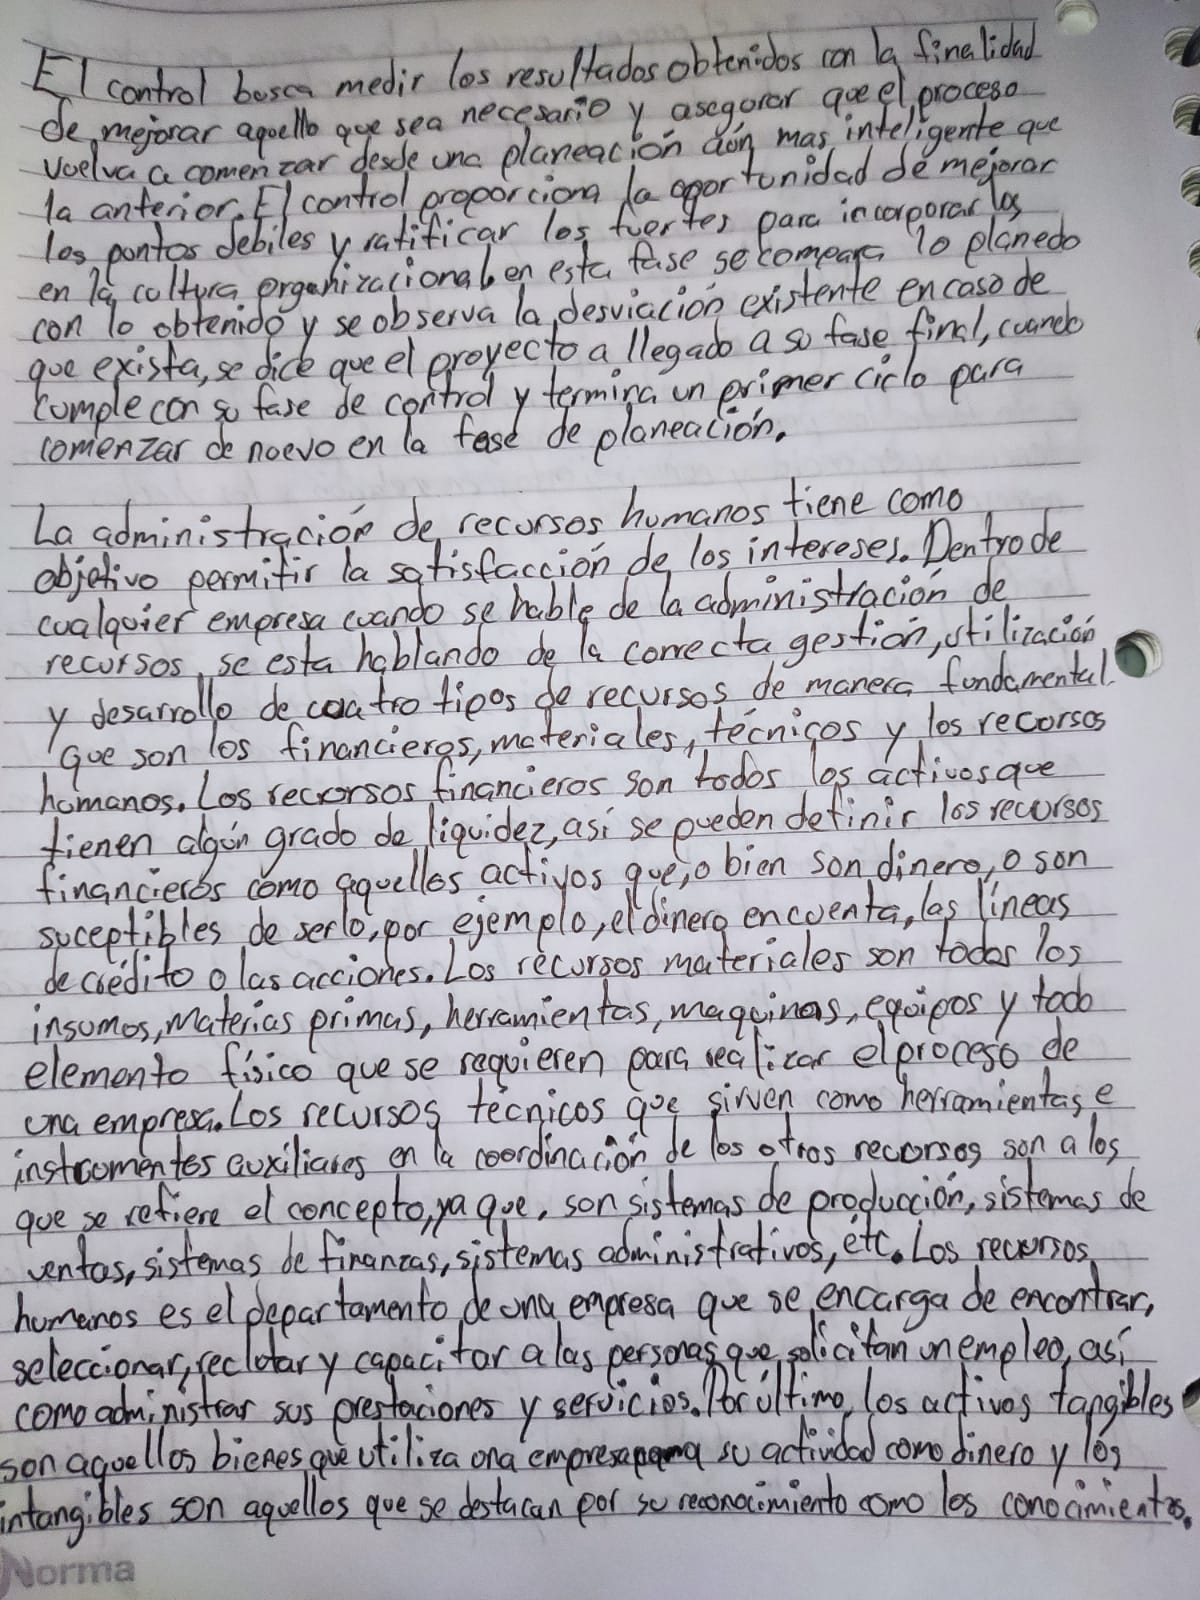 El control busca medir los resultados obtenidos con la finalidad
de mejorar aquello que sea necesario y asegurar que el proceso
vuelva a comenzar desde una planeación aún mas inteligente que
la anterior. El control proporciona la oportunidad de mejorar
los puntos debiles y ratificar los fuertes para incorporarlos
en la cultura organizacional, en esta fase se compara lo planedo
con lo obtenido y se observa la desviación existente en caso de
que exista, se dice que el proyecto a llegado a su fase final, cuando
cumple con su fase de control y termina un primer ciclo para
comenzar de nuevo en la fase de planeación.
La administración de recursos humanos tiene como
objetivo permitir la satisfacción de los intereses. Dentro de
cualquier empresa cuando se hable de la administración de
recursos, se esta hablando de la correcta gestión, utilización
y desarrollo de cuatro tipos de recursos de manera fundamental
que son los financieros, materiales, técnicos y los recursos
humanos. Los recursos financieros son todos los activos que
tienen algún grado de liquidez, así se pueden definir los recursos
financieros como aquellos activos que, o bien son dinero, o son
suceptibles de serlo, por ejemplo, el dinero en cuenta, las líneas
de crédito o las acciones. Los recursos materiales son todos los
insumos, materias primas, herramientas, maquinas, equipos y todo
elemento físico que se requieren para realizar el proceso de
una empresa. Los recursos técnicos que sirven como herramientas e
instrumentos auxiliares en la coordinación de los otros recursos son a los
que se refiere el concepto, ya que, son sistemas de producción, sistemas de
ventas, sistemas de finanzas, sistemas administrativos, etc. Los recursos
humanos es el departamento de una empresa que se encarga de encontrar,
seleccionar, reclutar y capacitar a las personas que solicitan un empleo, así
como administrar sus prestaciones y servicios. Por último, los activos tangibles
son aquellos bienes que utiliza una empresa para su actividad como dinero y los
intangibles son aquellos que se destacan por su reconocimiento como los conocimientos.
Norma